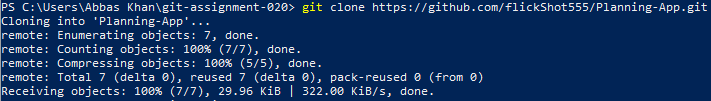 PS C:\Users\Abbas Khan\git-assignment-020> git clone https://github.com/flickShot555/Planning-App.git
Cloning into 'Planning-App'...
remote: Enumerating objects: 7, done.
remote: Counting objects: 100% (7/7), done.
remote: Compressing objects: 100% (5/5), done.
remote: Total 7 (delta 0), reused 7 (delta 0), pack-reused 0 (from 0)
Receiving objects: 100% (7/7), 29.96 KiB | 322.00 KiB/s, done.